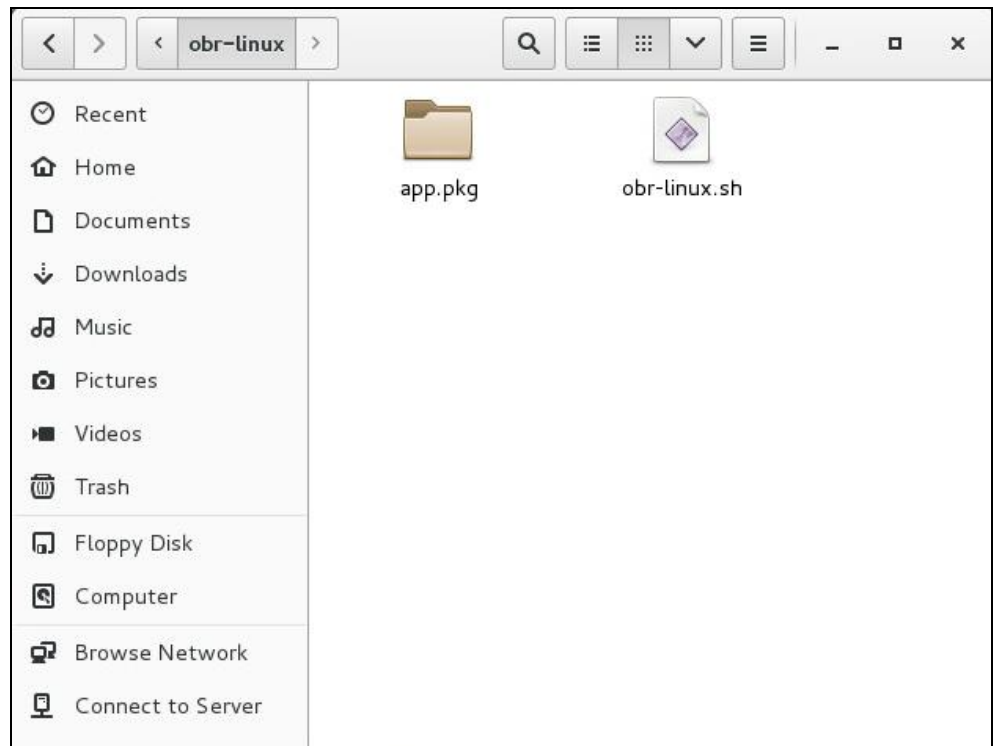 obr-linux
Recent
Home
Documents
Downloads
Music
Pictures
Videos
Trash
Floppy Disk
Computer
Browse Network
Connect to Server
app.pkg
obr-linux.sh